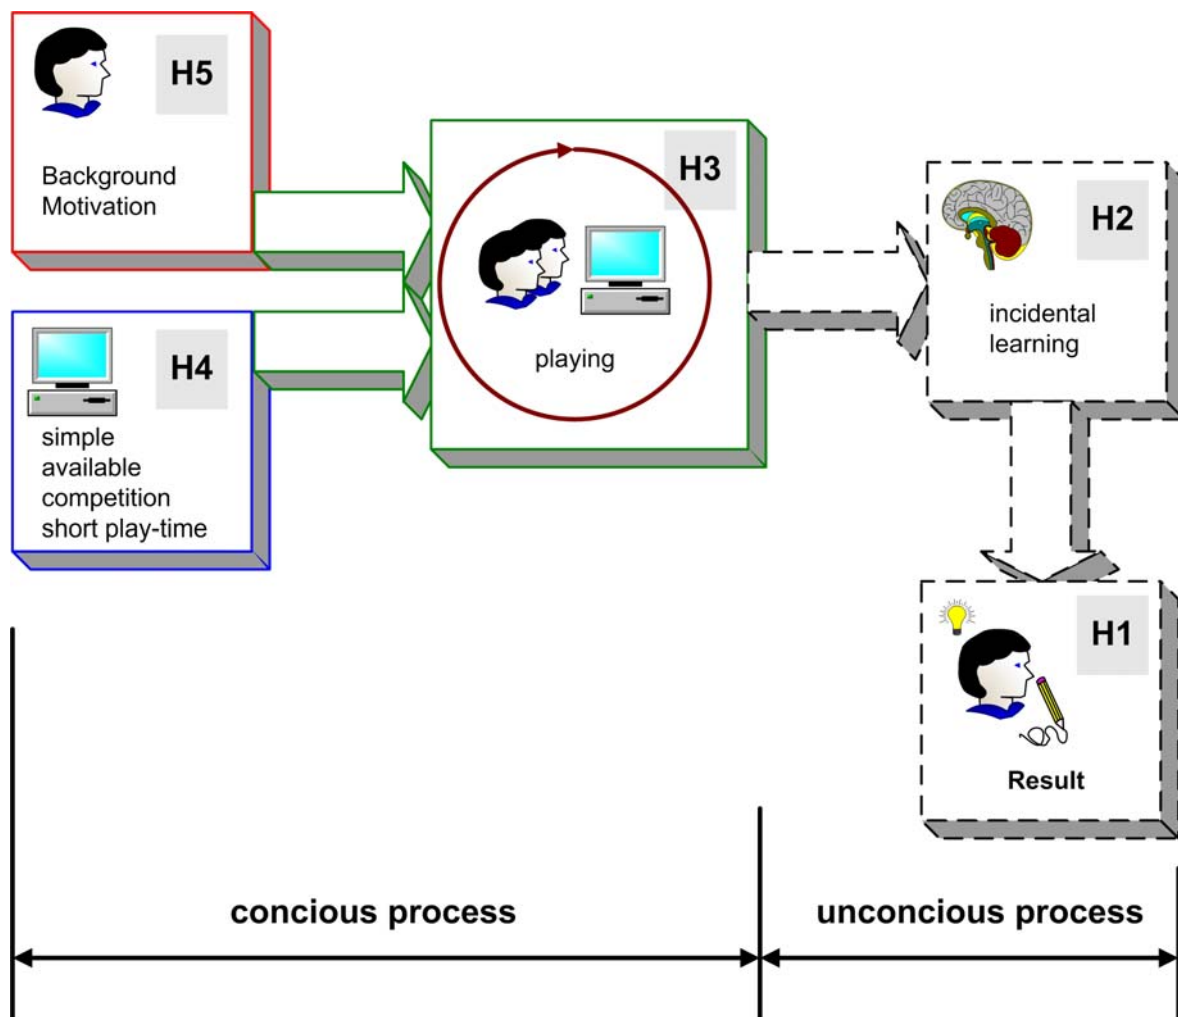 H5
Background
Motivation
H4
simple
available
competition
short play-time
H3
playing
H2
incidental
learning
H1
Result
concious process
unconcious process